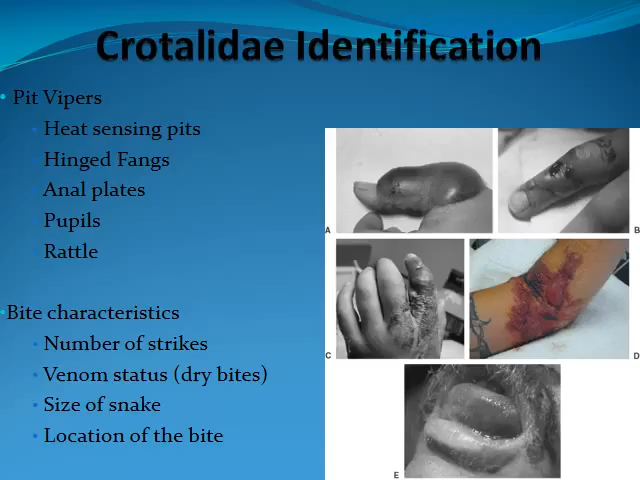 Crotalidae Identification
• Pit Vipers
• Heat sensing pits
Hinged Fangs
Anal plates
Pupils
Rattle
•Bite characteristics
• Number of strikes
• Venom status (dry bites)
• Size of snake
• Location of the bite
A
B
C
D
E